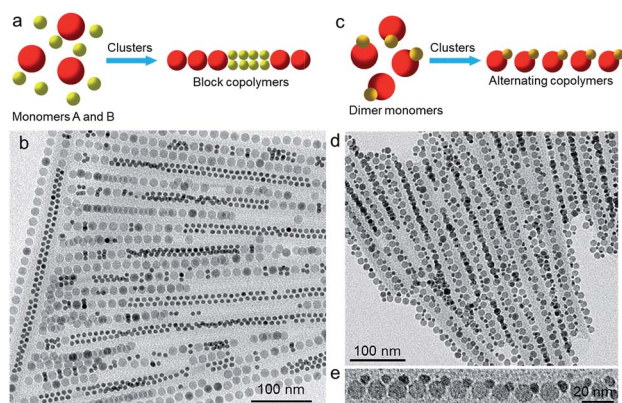 a
Clusters
Block copolymers
Monomers A and B
b
100 nm
c
Clusters
Alternating copolymers
Dimer monomers
d
100 nm
e
20 nm